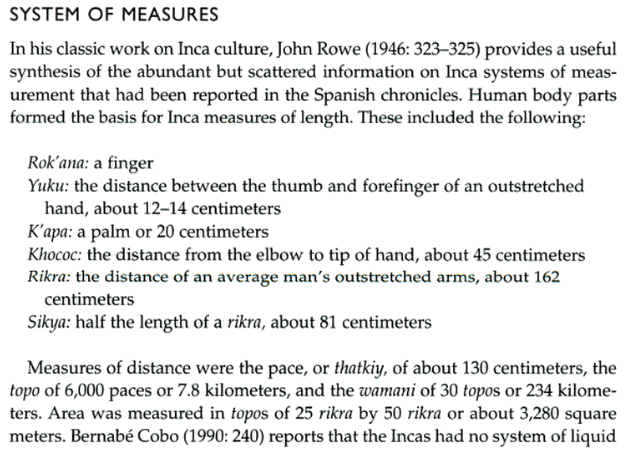 SYSTEM OF MEASURES
In his classic work on Inca culture, John Rowe (1946: 323–325) provides a useful
synthesis of the abundant but scattered information on Inca systems of meas-
urement that had been reported in the Spanish chronicles. Human body parts
formed the basis for Inca measures of length. These included the following:
Rok'ana: a finger
Yuku: the distance between the thumb and forefinger of an outstretched
hand, about 12–14 centimeters
K'apa: a palm or 20 centimeters
Khococ: the distance from the elbow to tip of hand, about 45 centimeters
Rikra: the distance of an average man's outstretched arms, about 162
centimeters
Sikya: half the length of a rikra, about 81 centimeters
Measures of distance were the pace, or thatkiy, of about 130 centimeters, the
topo of 6,000 paces or 7.8 kilometers, and the wamani of 30 topos or 234 kilome-
ters. Area was measured in topos of 25 rikra by 50 rikra or about 3,280 square
meters. Bernabé Cobo (1990: 240) reports that the Incas had no system of liquid